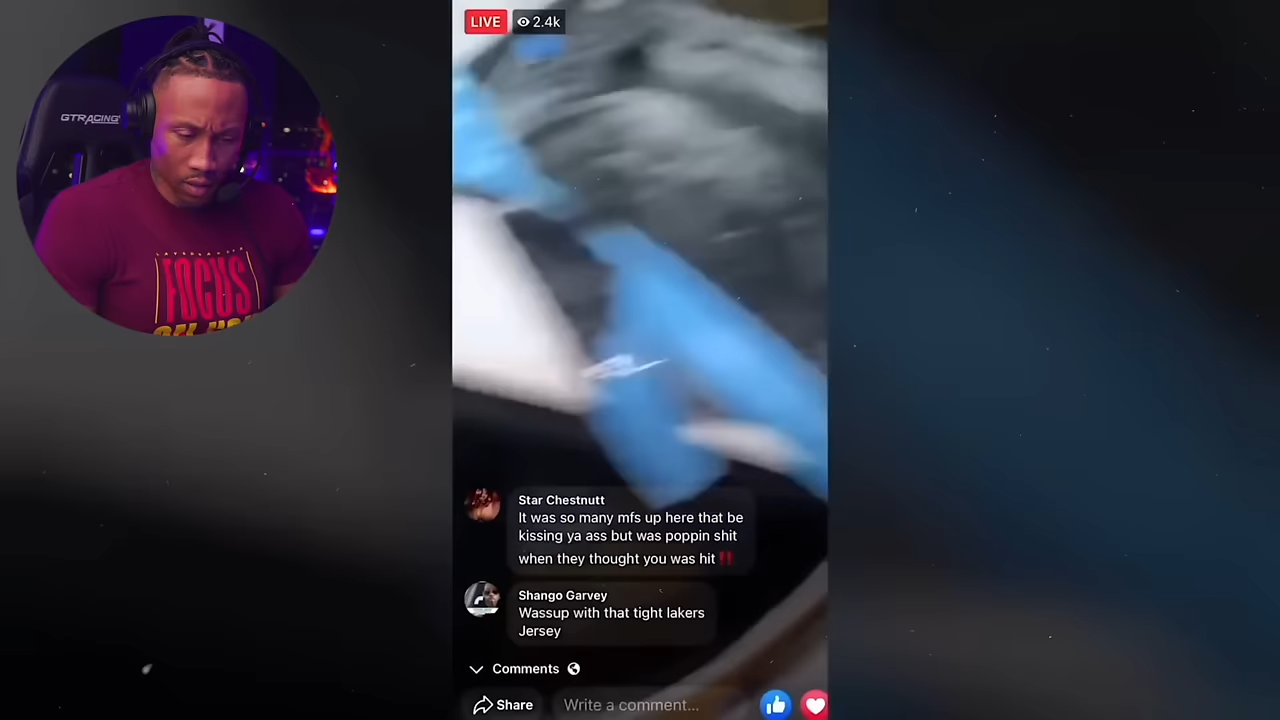 LIVE
2.4k
GTRACING
FOCUS
Star Chestnutt
It was so many mfs up here that be
kissing ya ass but was poppin shit
when they thought you was hit‼️
Shango Garvey
Wassup with that tight lakers
Jersey
Comments
Share
Write a comment...